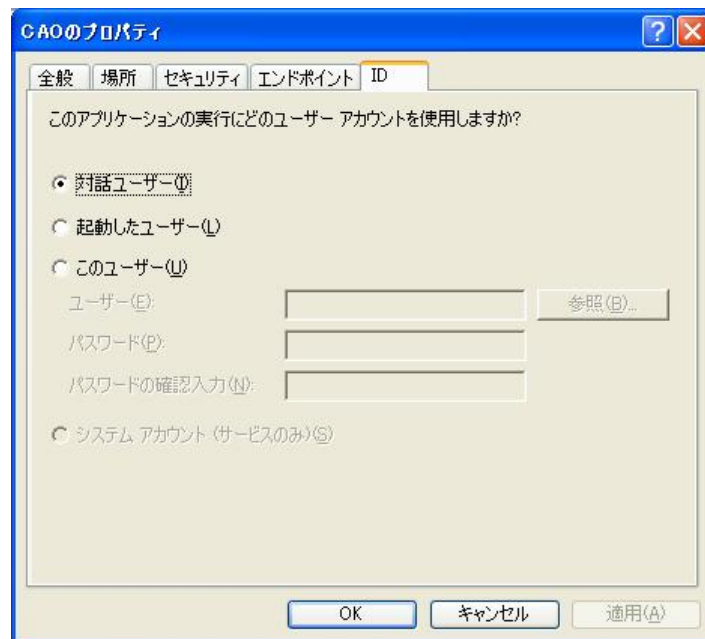 CAOのプロパティ
全般 場所 セキュリティ エンドポイント ID
このアプリケーションの実行にどのユーザー アカウントを使用しますか?
対話ユーザー(I)
起動したユーザー(L)
このユーザー(U)
ユーザー(E):
参照(B)...
パスワード(P):
パスワードの確認入力(N):
システム アカウント (サービスのみ)(S)
OK キャンセル 適用(A)